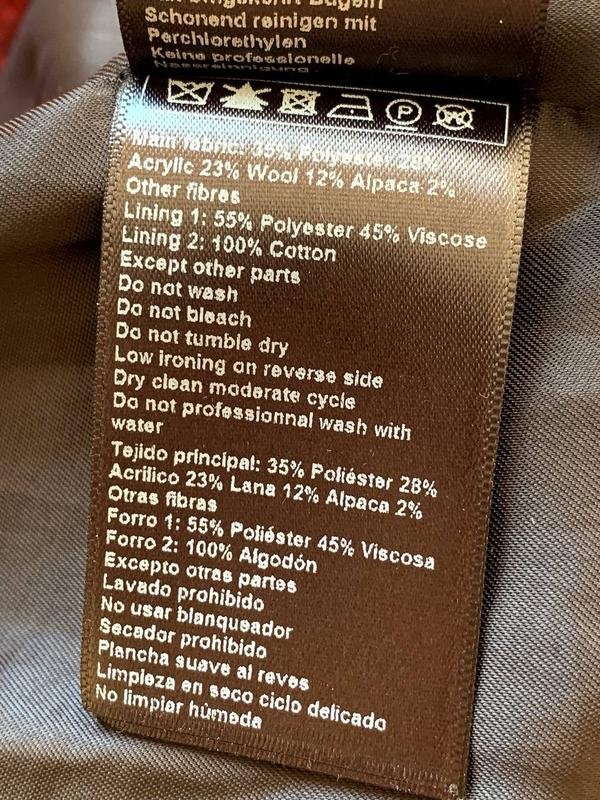 Schonend reinigen mit
Perchlorethylen
Keine professionelle
Nassreinigung
P W
Main fabric: 35% Polyester 28%
Acrylic 23% Wool 12% Alpaca 2%
Other fibres
Lining 1: 55% Polyester 45% Viscose
Lining 2: 100% Cotton
Except other parts
Do not wash
Do not bleach
Do not tumble dry
Low ironing on reverse side
Dry clean moderate cycle
Do not professionnal wash with
water
Tejido principal: 35% Poliéster 28%
Acrilico 23% Lana 12% Alpaca 2%
Otras fibras
Forro 1: 55% Poliéster 45% Viscosa
Forro 2: 100% Algodón
Excepto otras partes
Lavado prohibido
No usar blanqueador
Secador prohibido
Plancha suave al reves
Limpieza en seco ciclo delicado
No limpiar húmeda